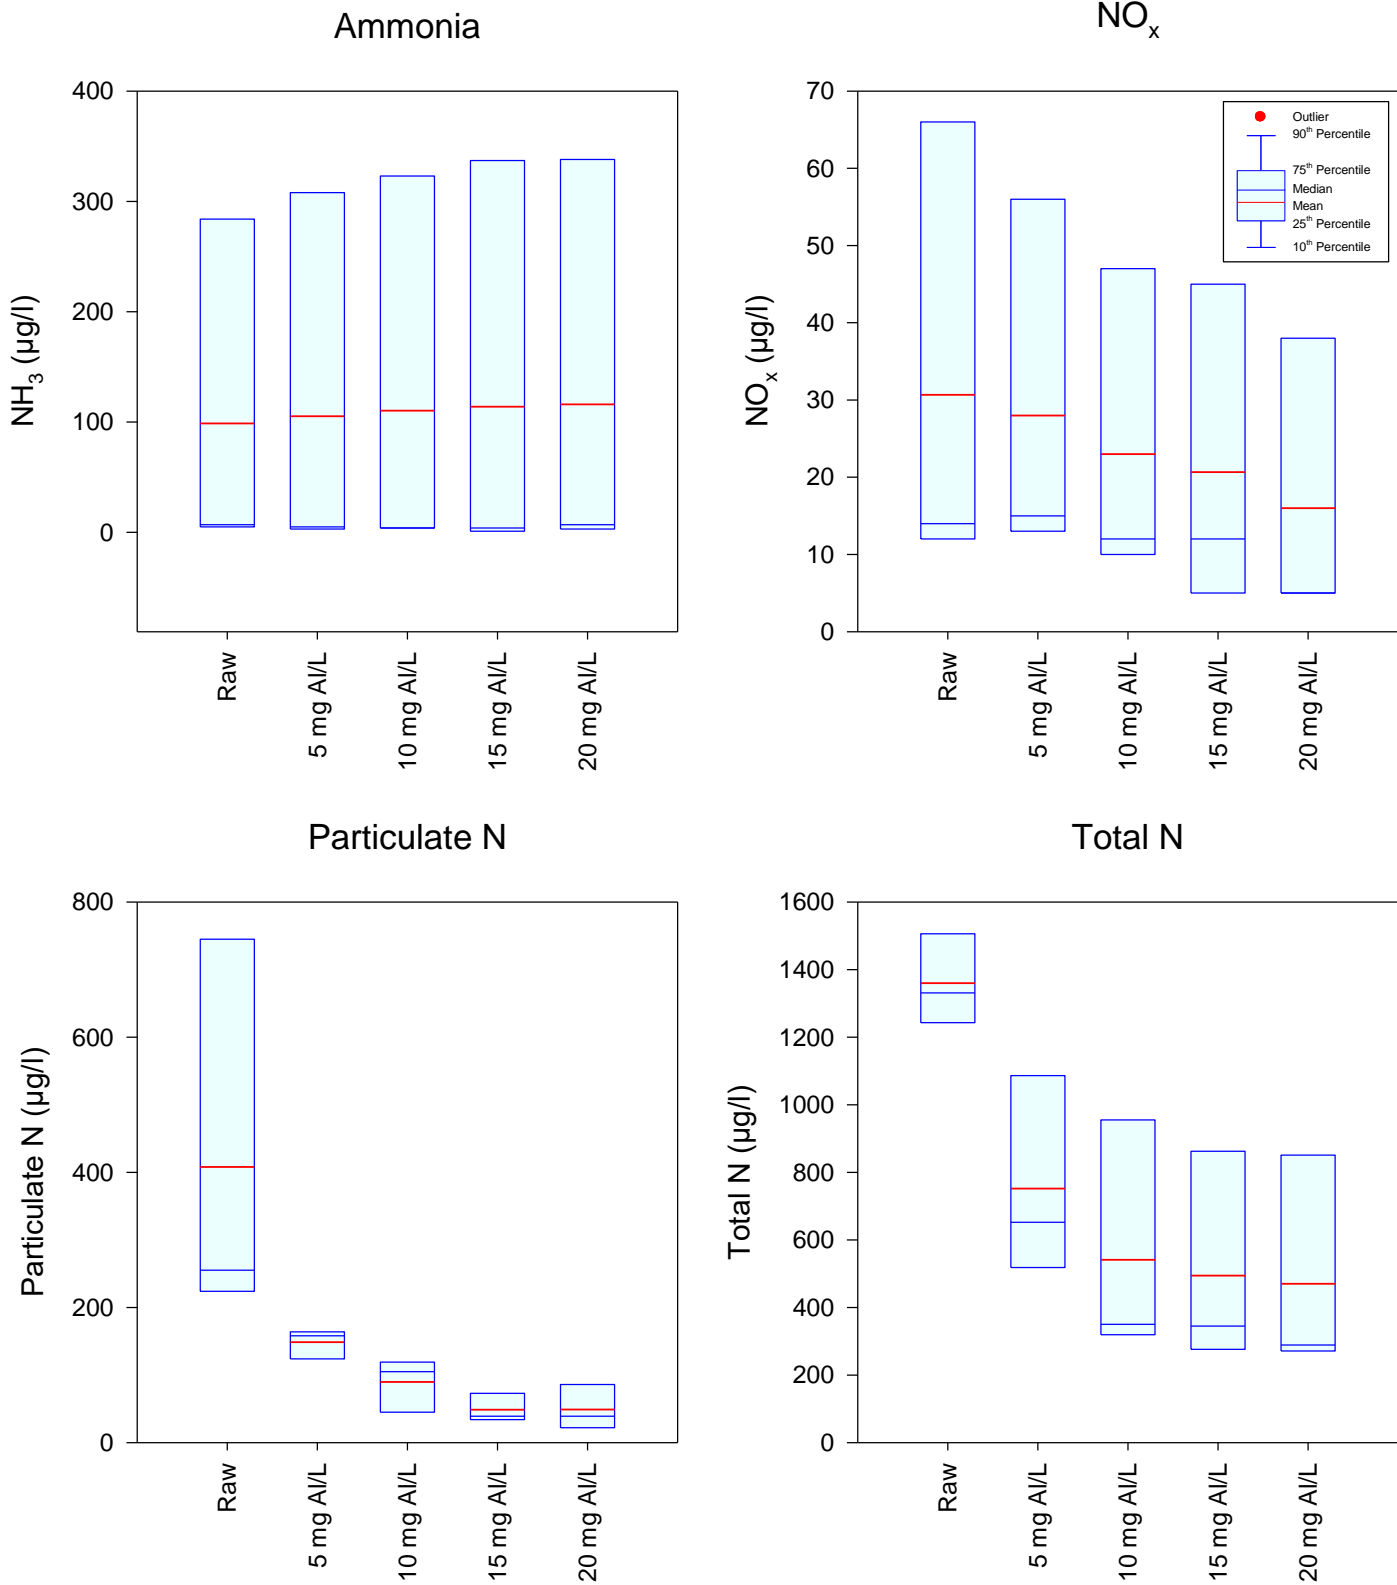 Ammonia
NH3 (µg/l)
400
300
200
100
0
Raw
5 mg Al/L
10 mg Al/L
15 mg Al/L
20 mg Al/L
NOx
NOx (µg/l)
70
60
50
40
30
20
10
0
Outlier
90th Percentile
75th Percentile
Median
Mean
25th Percentile
10th Percentile
Raw
5 mg Al/L
10 mg Al/L
15 mg Al/L
20 mg Al/L
Particulate N
Particulate N (µg/l)
800
600
400
200
0
Raw
5 mg Al/L
10 mg Al/L
15 mg Al/L
20 mg Al/L
Total N
Total N (µg/l)
1600
1400
1200
1000
800
600
400
200
0
Raw
5 mg Al/L
10 mg Al/L
15 mg Al/L
20 mg Al/L